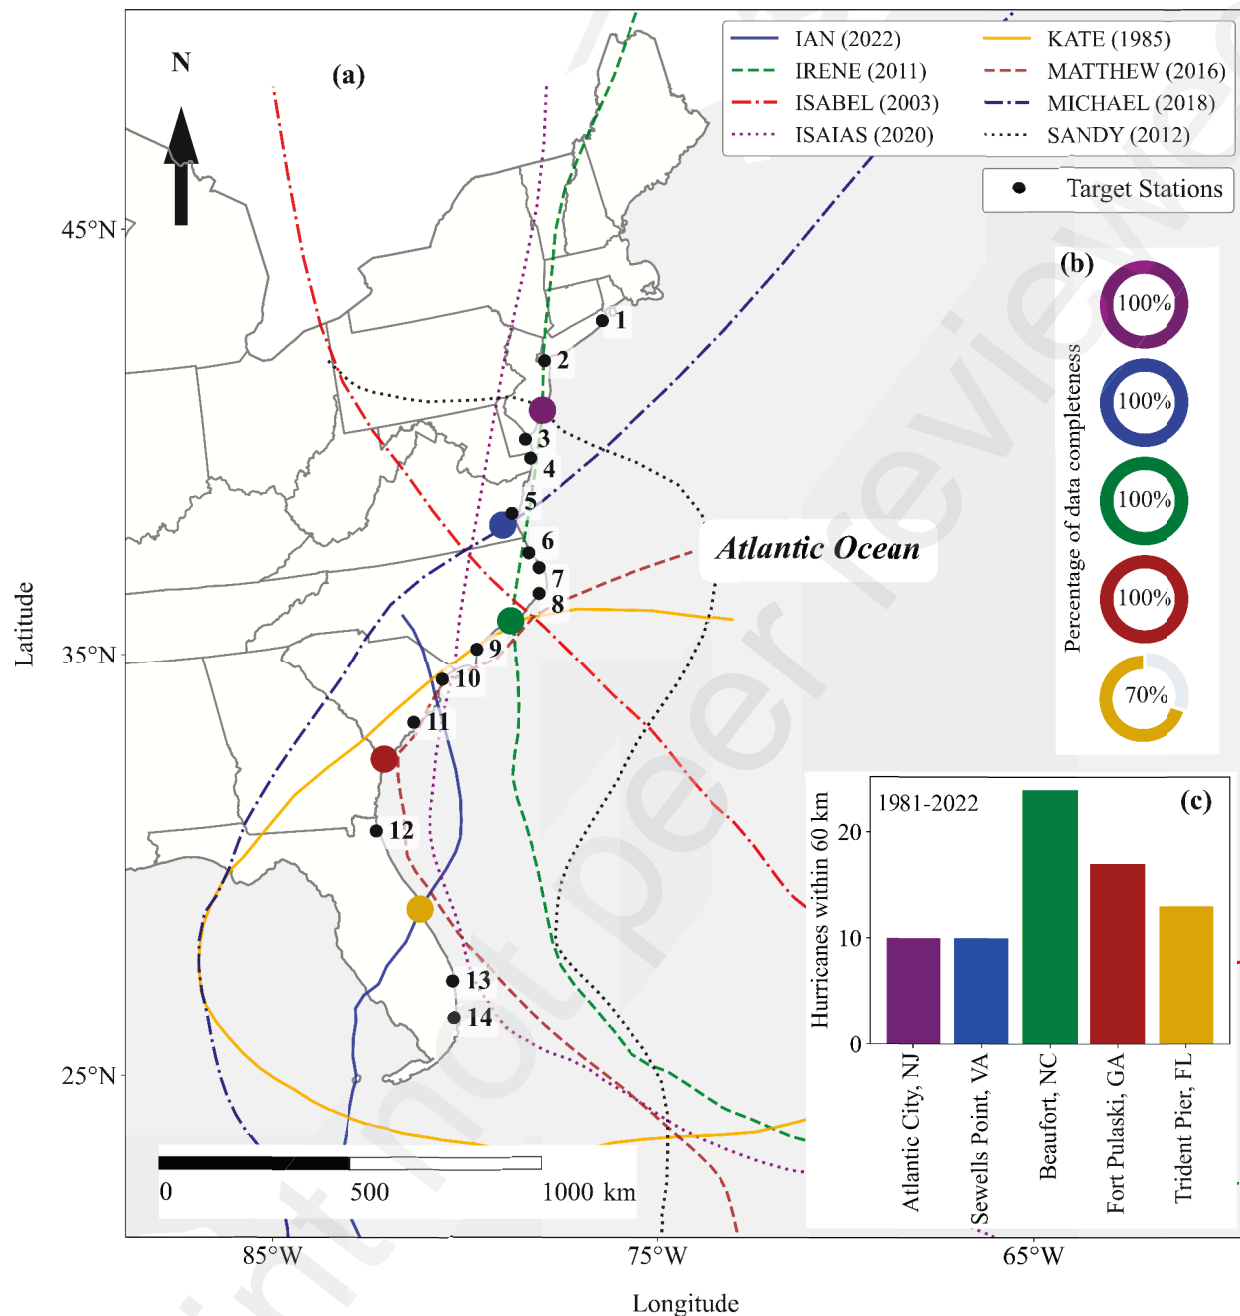 (a)
N
IAN (2022)
IRENE (2011)
ISABEL (2003)
ISAIAS (2020)
KATE (1985)
MATTHEW (2016)
MICHAEL (2018)
SANDY (2012)
Target Stations
45°N
35°N
25°N
Latitude
1
2
3
4
5
6
7
8
9
10
11
12
13
14
Atlantic Ocean
(b)
Percentage of data completeness
100%
100%
100%
100%
70%
(c)
1981-2022
Hurricanes within 60 km
20
10
0
Atlantic City, NJ
Sewells Point, VA
Beaufort, NC
Fort Pulaski, GA
Trident Pier, FL
0 500 1000 km
85°W 75°W 65°W
Longitude
not peer reviewed